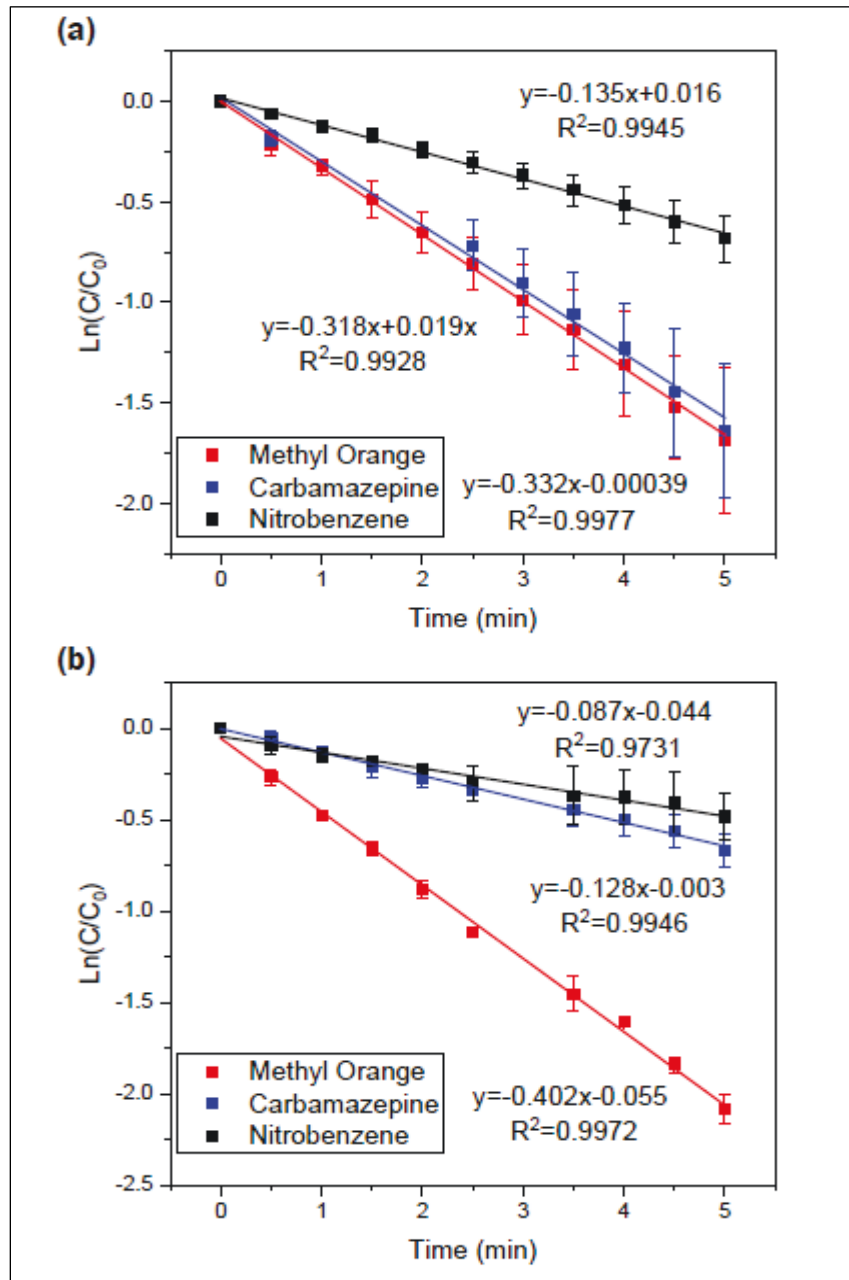 (a)
y=-0.135x+0.016
R²=0.9945
y=-0.318x+0.019x
R²=0.9928
y=-0.332x-0.00039
R²=0.9977
Methyl Orange
Carbamazepine
Nitrobenzene
Ln(C/C₀)
0.0
-0.5
-1.0
-1.5
-2.0
0 1 2 3 4 5
Time (min)
(b)
y=-0.087x-0.044
R²=0.9731
y=-0.128x-0.003
R²=0.9946
y=-0.402x-0.055
R²=0.9972
Methyl Orange
Carbamazepine
Nitrobenzene
Ln(C/C₀)
0.0
-0.5
-1.0
-1.5
-2.0
-2.5
0 1 2 3 4 5
Time (min)